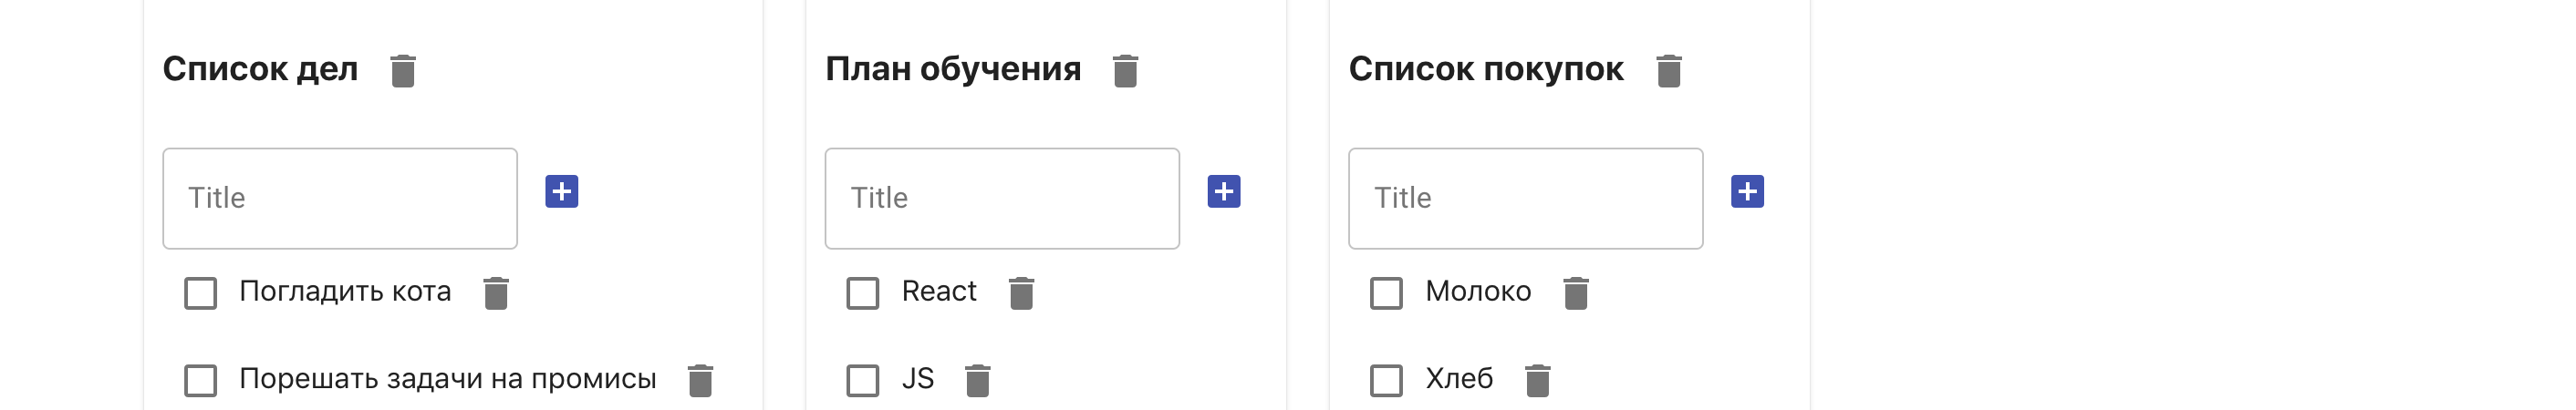 Список дел
Title
Погладить кота
Порешать задачи на промисы
План обучения
Title
React
JS
Список покупок
Title
Молоко
Хлеб